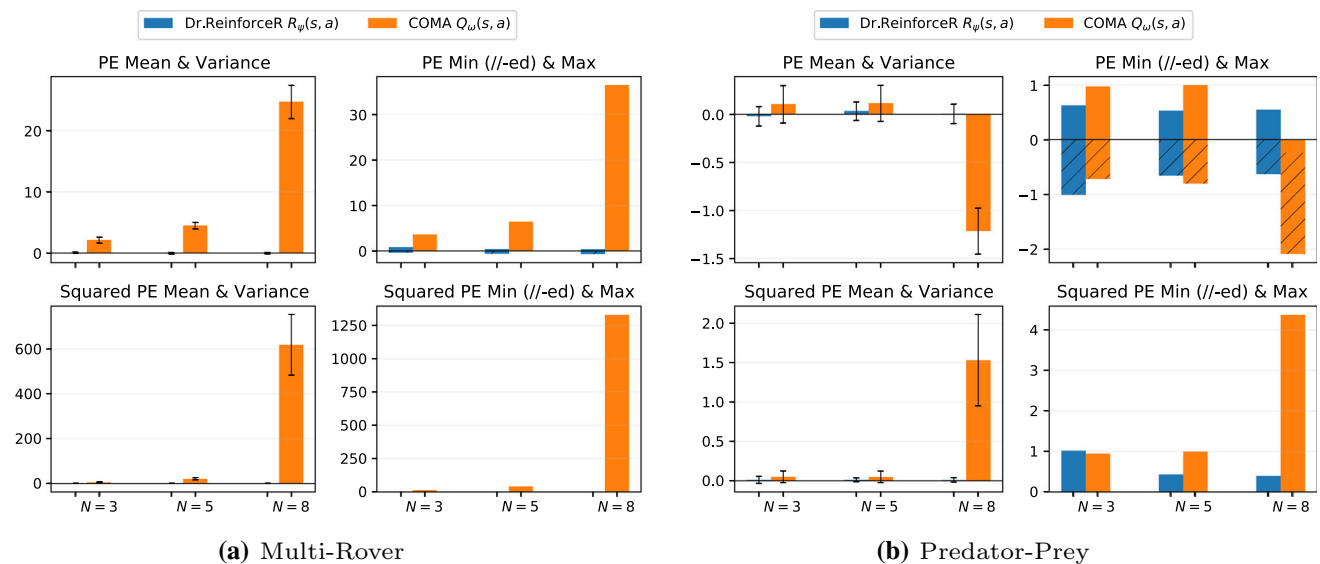 Dr.ReinforceR Rψ(s, a) COMA Qω(s, a)
PE Mean & Variance
20
10
0
PE Min (//-ed) & Max
30
20
10
0
Squared PE Mean & Variance
600
400
200
0
N = 3 N = 5 N = 8
Squared PE Min (//-ed) & Max
1250
1000
750
500
250
0
N = 3 N = 5 N = 8
(a) Multi-Rover
Dr.ReinforceR Rψ(s, a) COMA Qω(s, a)
PE Mean & Variance
0.0
−0.5
−1.0
−1.5
PE Min (//-ed) & Max
1
0
−1
−2
Squared PE Mean & Variance
2.0
1.5
1.0
0.5
0.0
N = 3 N = 5 N = 8
Squared PE Min (//-ed) & Max
4
3
2
1
0
N = 3 N = 5 N = 8
(b) Predator-Prey